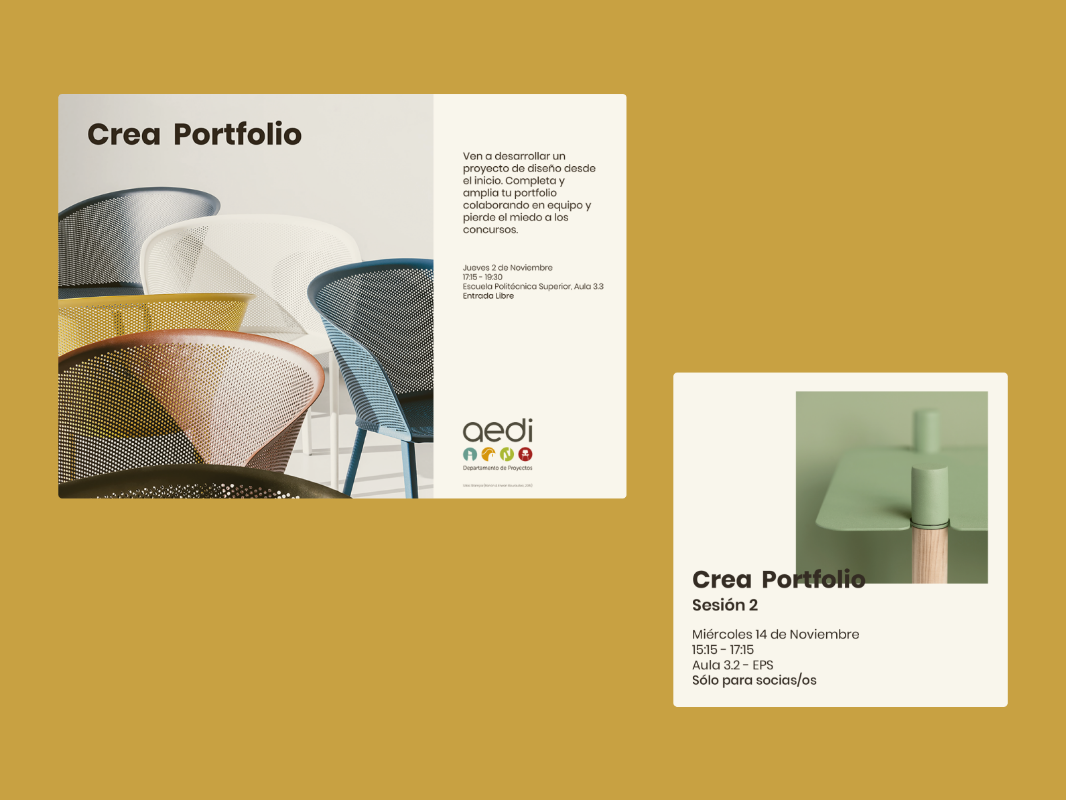 Crea Portfolio
Ven a desarrollar un
proyecto de diseño desde
el inicio. Completa y
amplia tu portfolio
colaborando en equipo y
pierde el miedo a los
concursos.
Jueves 2 de Noviembre
17:15 - 19:30
Escuela Politécnica Superior, Aula 3.3
Entrada Libre
aedi
Departamento de Proyectos
Crea Portfolio
Sesión 2
Miércoles 14 de Noviembre
15:15 - 17:15
Aula 3.2 - EPS
Sólo para socias/os